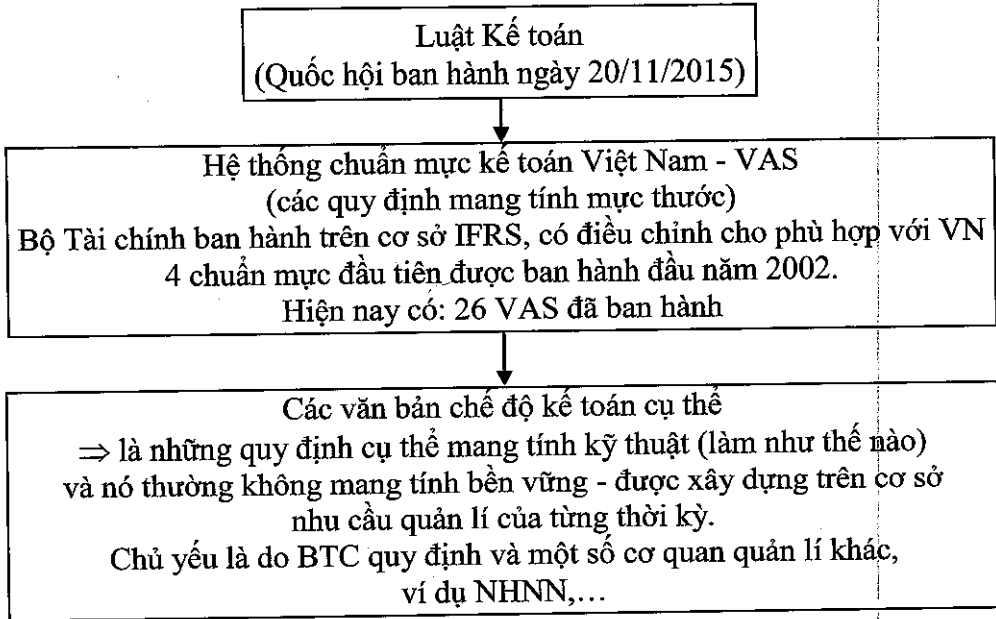 Luật Kế toán
(Quốc hội ban hành ngày 20/11/2015)
Hệ thống chuẩn mực kế toán Việt Nam - VAS
(các quy định mang tính mực thước)
Bộ Tài chính ban hành trên cơ sở IFRS, có điều chỉnh cho phù hợp với VN
4 chuẩn mực đầu tiên được ban hành đầu năm 2002.
Hiện nay có: 26 VAS đã ban hành
Các văn bản chế độ kế toán cụ thể
⇒ là những quy định cụ thể mang tính kỹ thuật (làm như thế nào)
và nó thường không mang tính bền vững - được xây dựng trên cơ sở
nhu cầu quản lí của từng thời kỳ.
Chủ yếu là do BTC quy định và một số cơ quan quản lí khác,
ví dụ NHNN,...